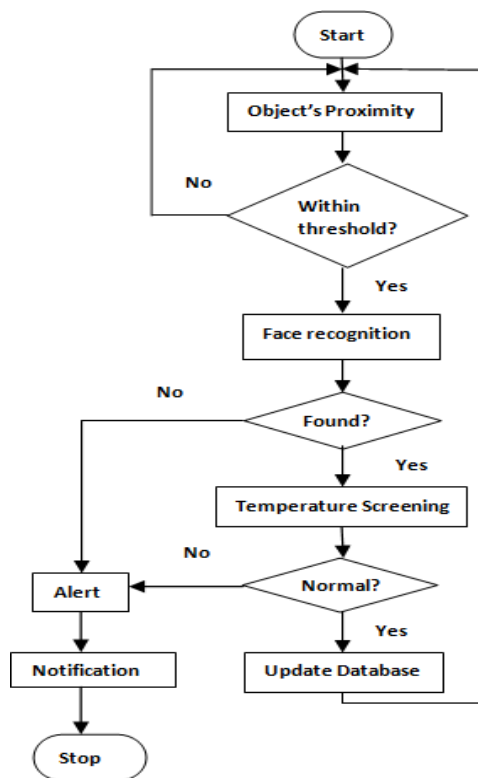 Start
Object's Proximity
No
Within
threshold?
Yes
Face recognition
No
Found?
Yes
Temperature Screening
No
Normal?
Alert
Yes
Notification
Update Database
Stop